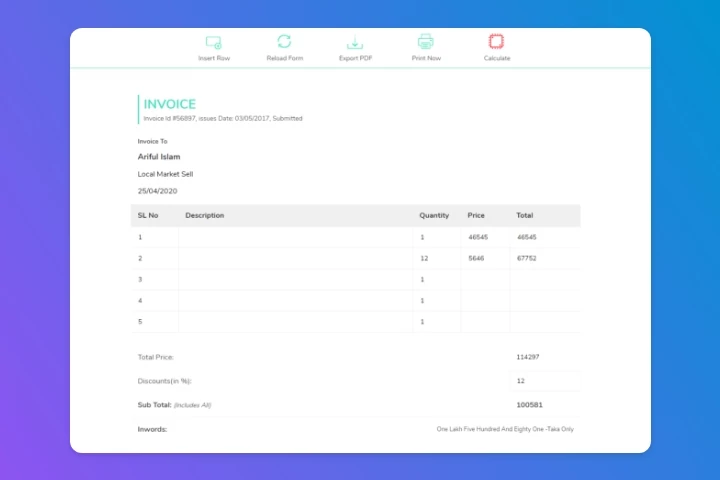 Insert Row Reload Form Export PDF Print Now Calculate
INVOICE
Invoice Id #56897, issues Date: 03/05/2017, Submitted
Invoice To
Ariful Islam
Local Market Sell
25/04/2020
SL No Description Quantity Price Total
1 1 46545 46545
2 12 5646 67752
3 1
4 1
5 1
Total Price: 114297
Discounts(in %): 12
Sub Total: (Includes All) 100581
Inwords: One Lakh Five Hundred And Eighty One -Taka Only